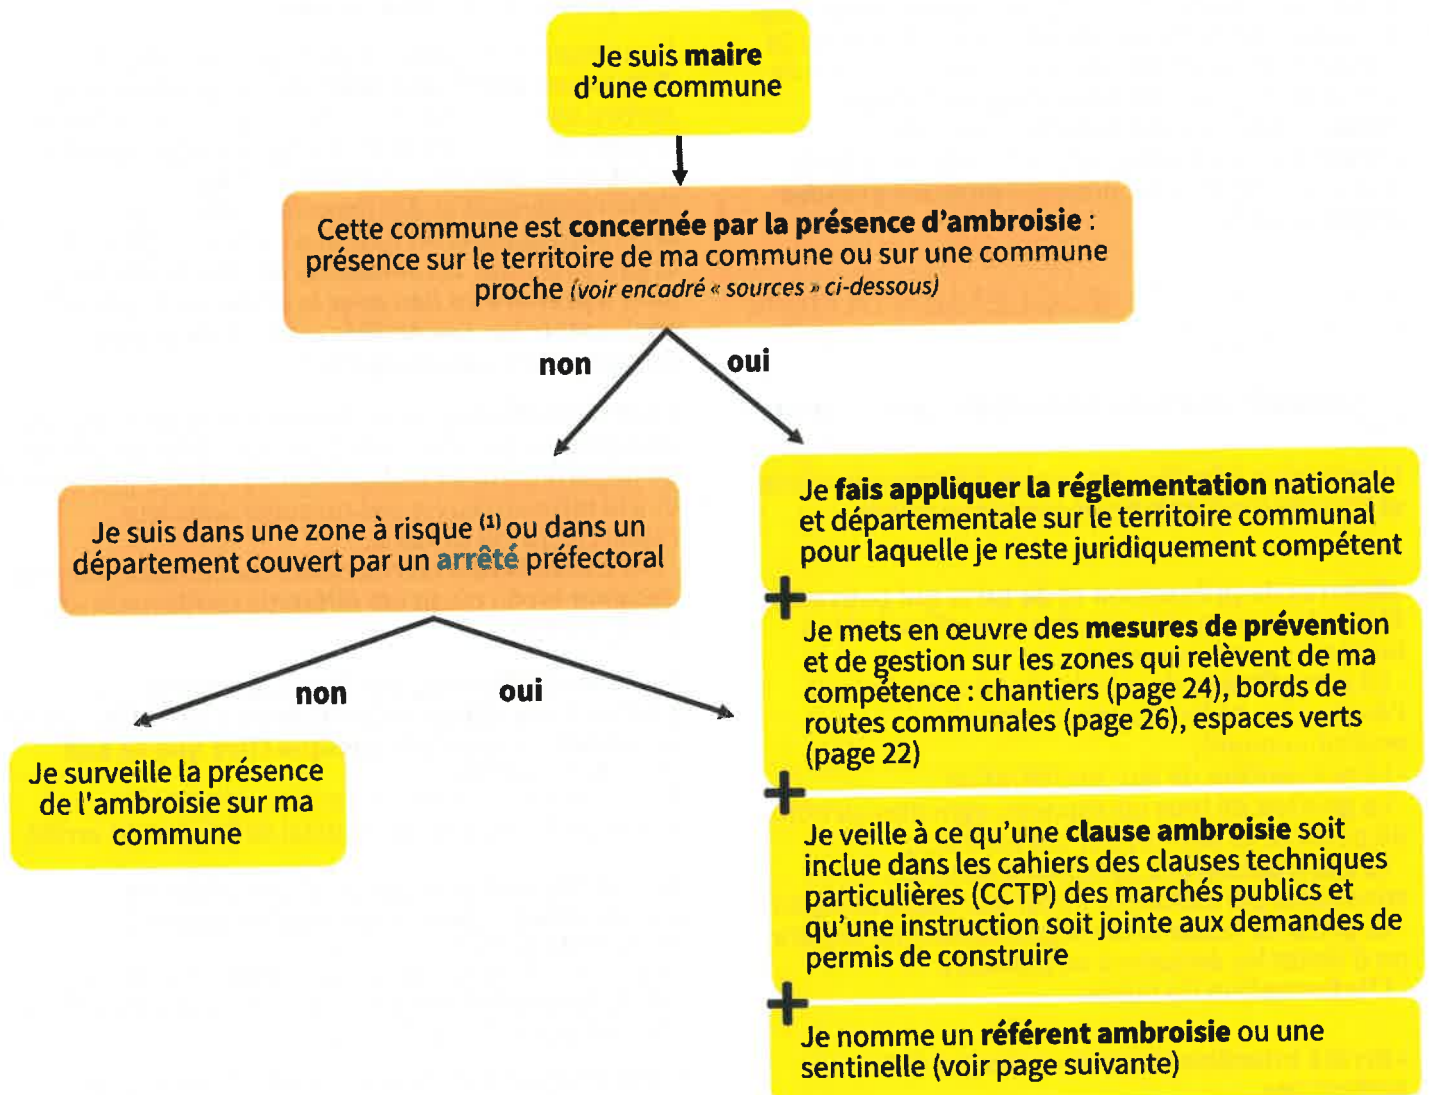 Je suis maire
d'une commune
Cette commune est concernée par la présence d'ambroisie :
présence sur le territoire de ma commune ou sur une commune
proche (voir encadré « sources » ci-dessous)
non
oui
Je suis dans une zone à risque (1) ou dans un
département couvert par un arrêté préfectoral
non
oui
Je surveille la présence
de l'ambroisie sur ma
commune
Je fais appliquer la réglementation nationale
et départementale sur le territoire communal
pour laquelle je reste juridiquement compétent
+
Je mets en œuvre des mesures de prévention
et de gestion sur les zones qui relèvent de ma
compétence : chantiers (page 24), bords de
routes communales (page 26), espaces verts
(page 22)
+
Je veille à ce qu'une clause ambroisie soit
inclue dans les cahiers des clauses techniques
particulières (CCTP) des marchés publics et
qu'une instruction soit jointe aux demandes de
permis de construire
+
Je nomme un référent ambroisie ou une
sentinelle (voir page suivante)